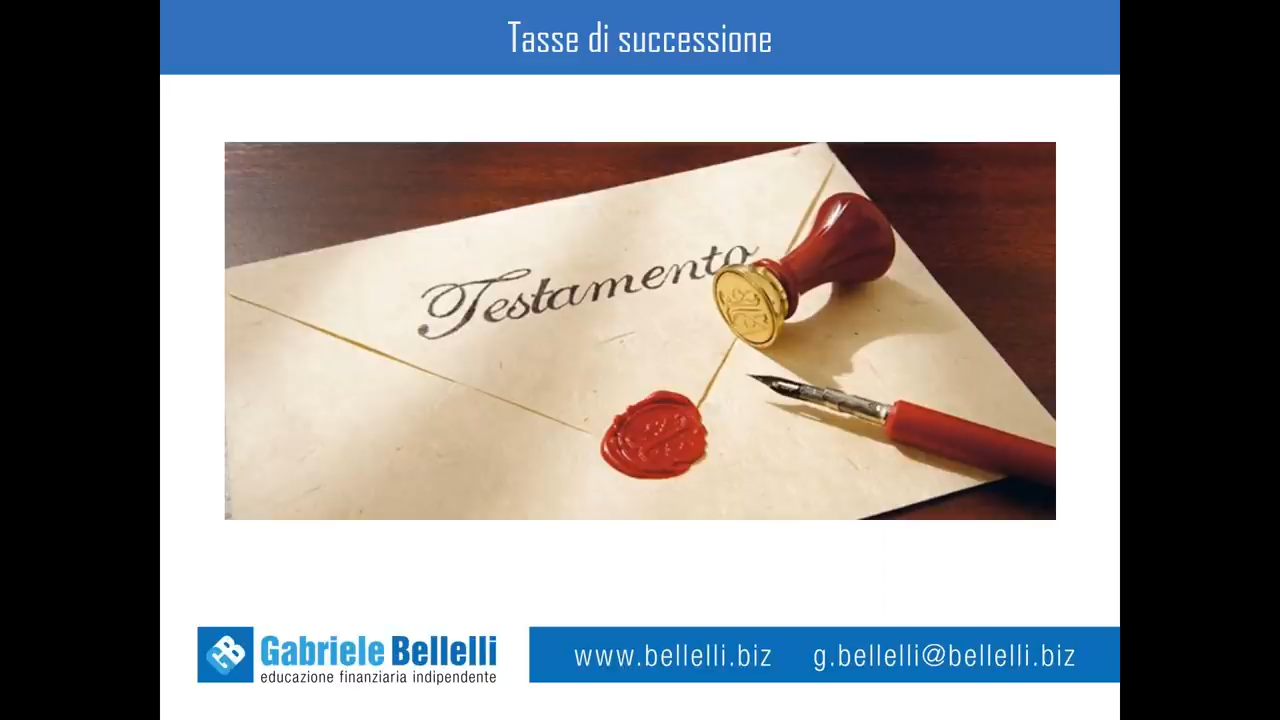 Tasse di successione
Testamento
Gabriele Bellelli
educazione finanziaria indipendente
www.bellelli.biz g.bellelli@bellelli.biz